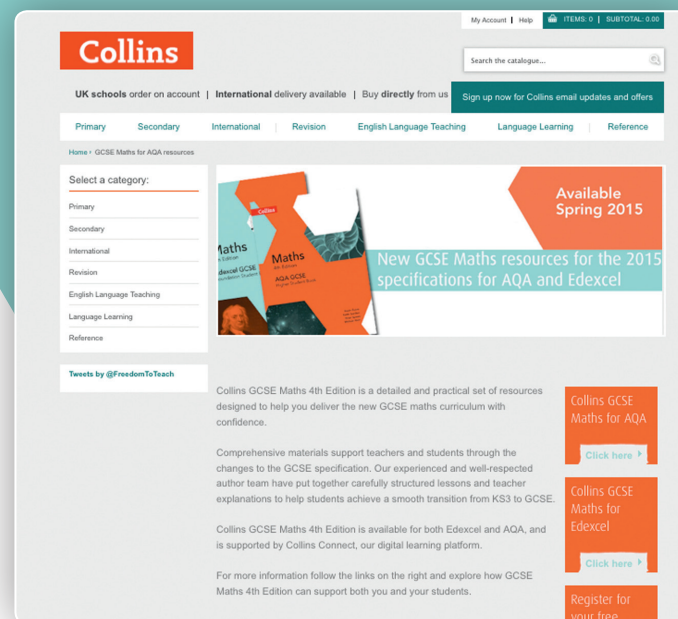 My Account | Help
ITEMS: 0 | SUBTOTAL: 0.00
Collins
Search the catalogue...
UK schools order on account | International delivery available | Buy directly from us
Sign up now for Collins email updates and offers
Primary Secondary International Revision English Language Teaching Language Learning Reference
Home › GCSE Maths for AQA resources
Select a category:
Primary
Secondary
International
Revision
English Language Teaching
Language Learning
Reference
Tweets by @FreedomToTeach
Collins
Maths
AQA GCSE
Available
Spring 2015
New GCSE Maths resources for the 2015
specifications for AQA and Edexcel
Collins GCSE Maths 4th Edition is a detailed and practical set of resources
designed to help you deliver the new GCSE maths curriculum with
confidence.
Comprehensive materials support teachers and students through the
changes to the GCSE specification. Our experienced and well-respected
author team have put together carefully structured lessons and teacher
explanations to help students achieve a smooth transition from KS3 to GCSE.
Collins GCSE Maths 4th Edition is available for both Edexcel and AQA, and
is supported by Collins Connect, our digital learning platform.
For more information follow the links on the right and explore how GCSE
Maths 4th Edition can support both you and your students.
Collins GCSE
Maths for AQA
Click here
Collins GCSE
Maths for
Edexcel
Click here
Register for
your free